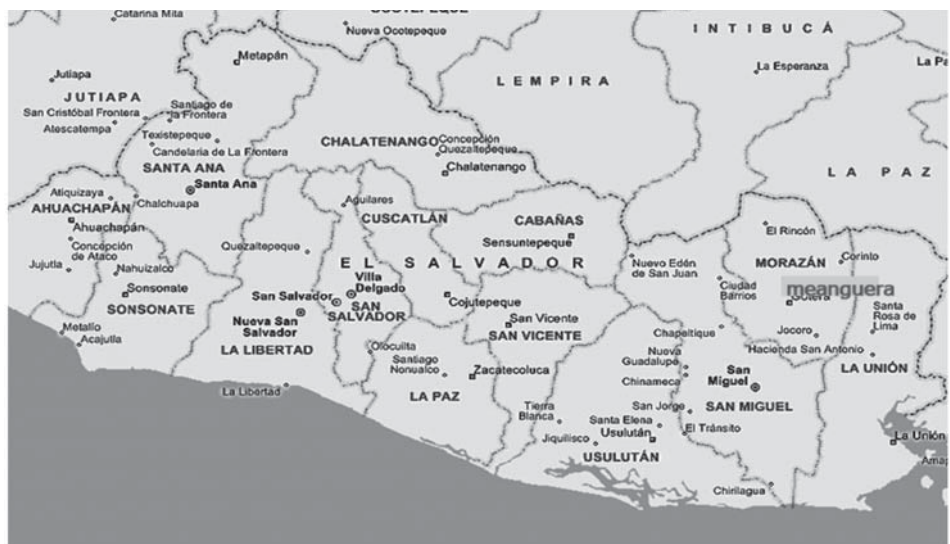 Catarina Mita
Nueva Ocotepeque
INTIBUCÁ
Metapán
La Esperanza
Jutiapa
LEMPIRA
JUTIAPA
San Cristóbal Frontera
Santiago de
la Frontera
Atescatempa
Texistepeque
CHALATENANGO
Concepción
Quezaltepeque
Candelaria de La Frontera
Chalatenango
SANTA ANA
LA PAZ
Santa Ana
Atiquizaya
Chalchuapa
Aguilares
AHUACHAPÁN
CUSCATLÁN
CABAÑAS
Ahuachapán
El Rincón
Sensuntepeque
Concepción
de Ataco
Quezaltepeque
EL SALVADOR
Nuevo Edén
de San Juan
MORAZÁN
Corinto
Jujutla
Nahuizalco
Villa
Delgado
Ciudad
Barrios
meanguera
Sonsonate
San Salvador
Cojutepeque
SONSONATE
SAN
SALVADOR
Nueva San
Salvador
San Vicente
Santa
Rosa de
Lima
Metalío
Acajutla
SAN VICENTE
Chapeltique
Jocoro
LA LIBERTAD
Olocuilta
Hacienda San Antonio
Santiago
Nonualco
Zacatecoluca
Nueva
Guadalupe
San
Miguel
LA UNIÓN
Chinameca
La Libertad
LA PAZ
Tierra
Blanca
San Jorge
SAN MIGUEL
Santa Elena
Usulután
El Tránsito
Jiquilisco
La Unión
USULUTÁN
Chirilagua